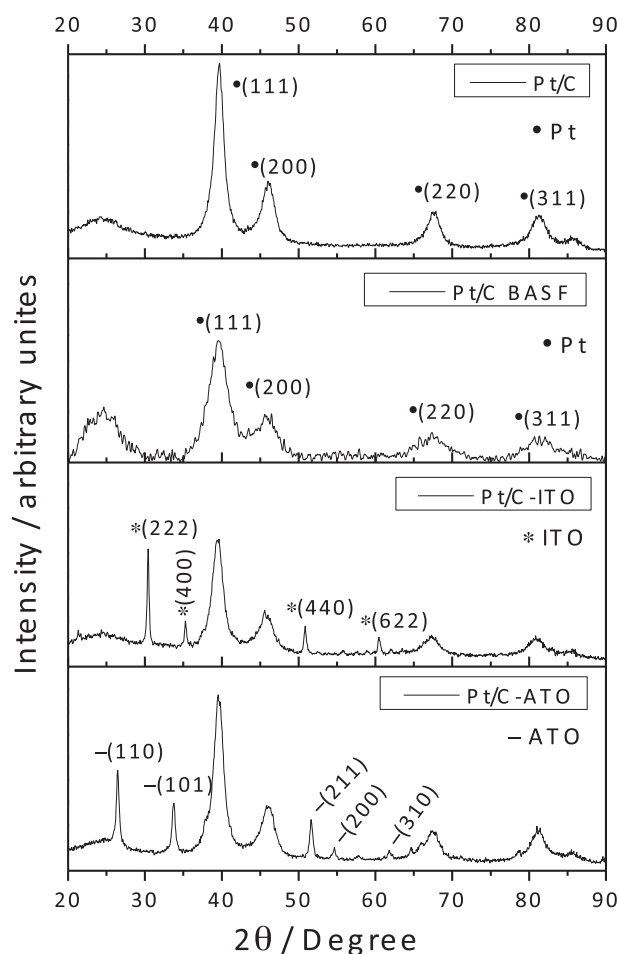 20 30 40 50 60 70 80 90
Pt/C
•(111)
• Pt
•(200)
•(220)
•(311)
Pt/C BASF
•(111)
• Pt
•(200)
•(220)
•(311)
Pt/C-ITO
*(222)
* ITO
*(400)
*(440)
*(622)
Pt/C-ATO
–ATO
–(110)
–(101)
–(211)
–(200)
–(310)
20 30 40 50 60 70 80 90
2θ / Degree
Intensity / arbitrary unites